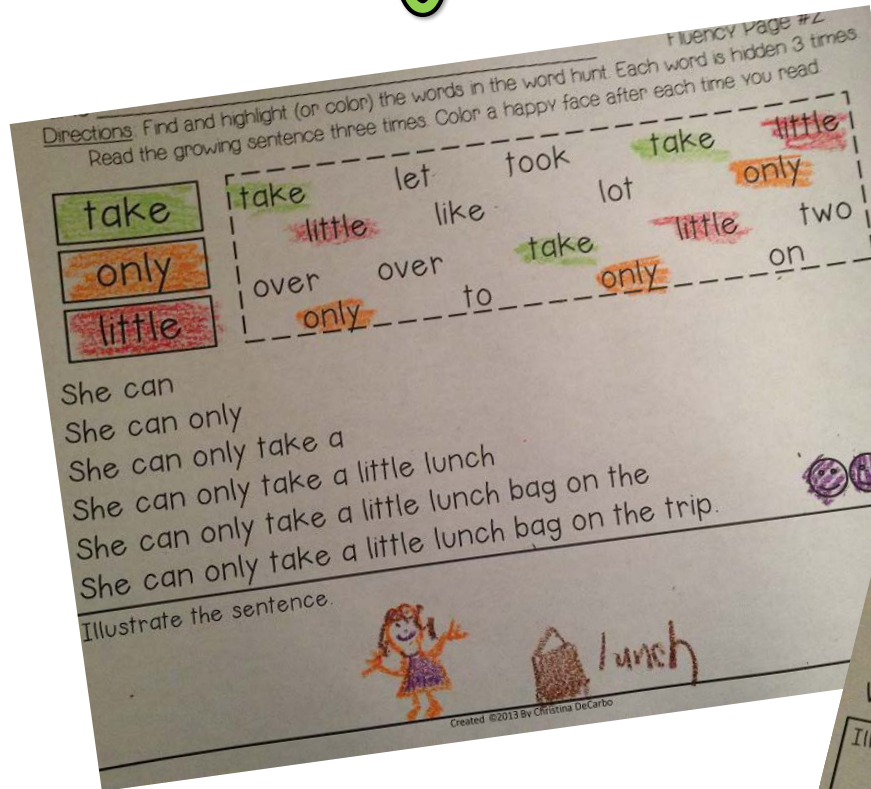 Fluency Page #2
Directions: Find and highlight (or color) the words in the word hunt. Each word is hidden 3 times.
Read the growing sentence three times. Color a happy face after each time you read.
take
only
little
take let took take little
little like lot only
over over take little two
only to only on
She can
She can only
She can only take a
She can only take a little lunch
She can only take a little lunch bag on the
She can only take a little lunch bag on the trip.
Illustrate the sentence.
lunch
Created ©2013 By Christina DeCarbo
Ill